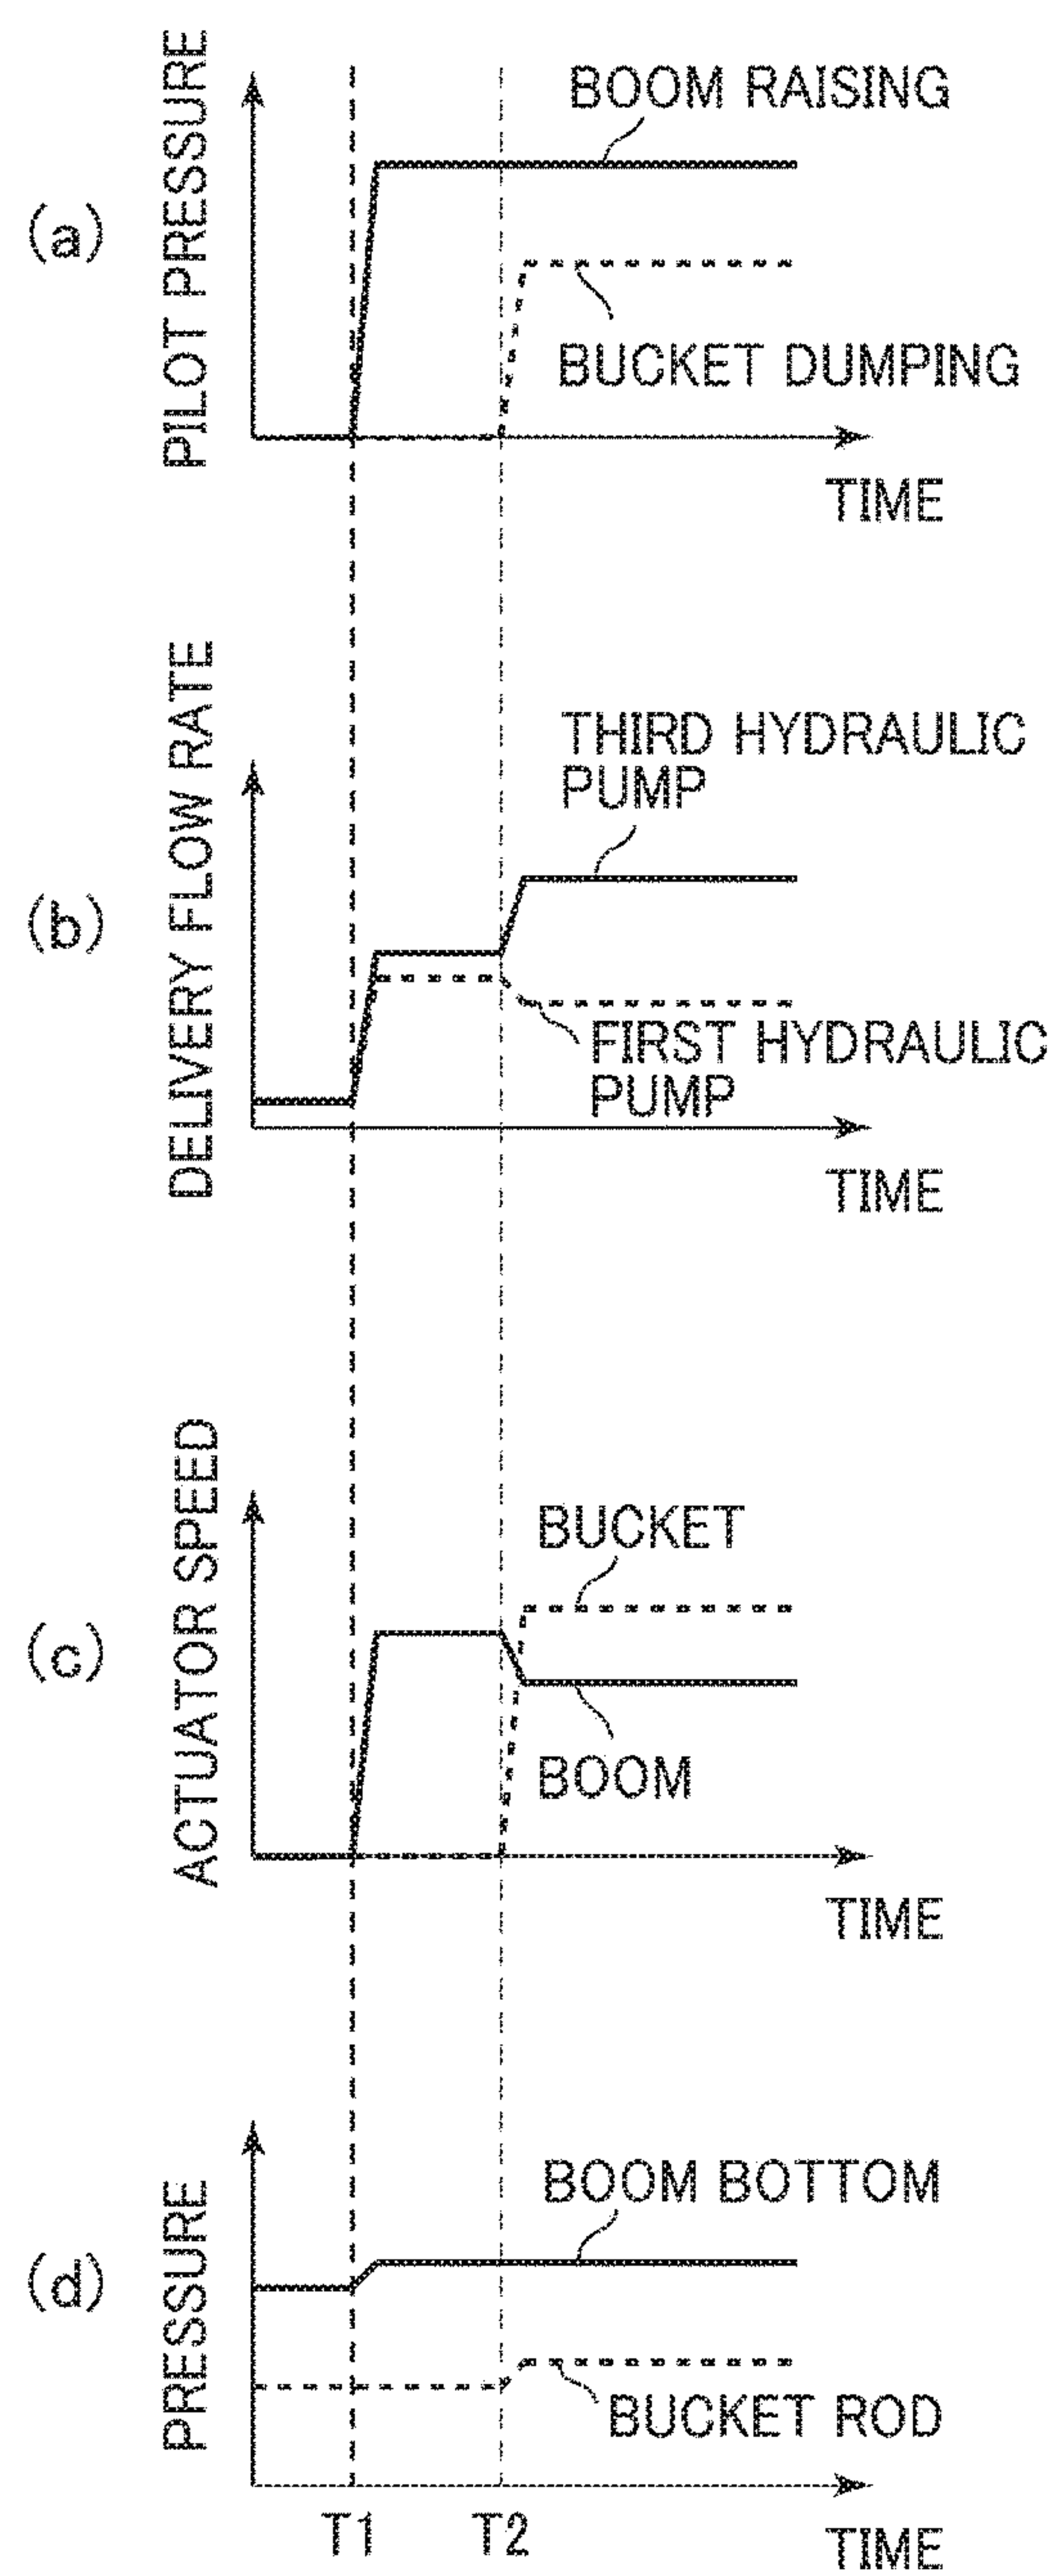 (a)
PILOT PRESSURE
BOOM RAISING
BUCKET DUMPING
TIME
(b)
DELIVERY FLOW RATE
THIRD HYDRAULIC
PUMP
FIRST HYDRAULIC
PUMP
TIME
(c)
ACTUATOR SPEED
BUCKET
BOOM
TIME
(d)
PRESSURE
BOOM BOTTOM
BUCKET ROD
T1
T2
TIME